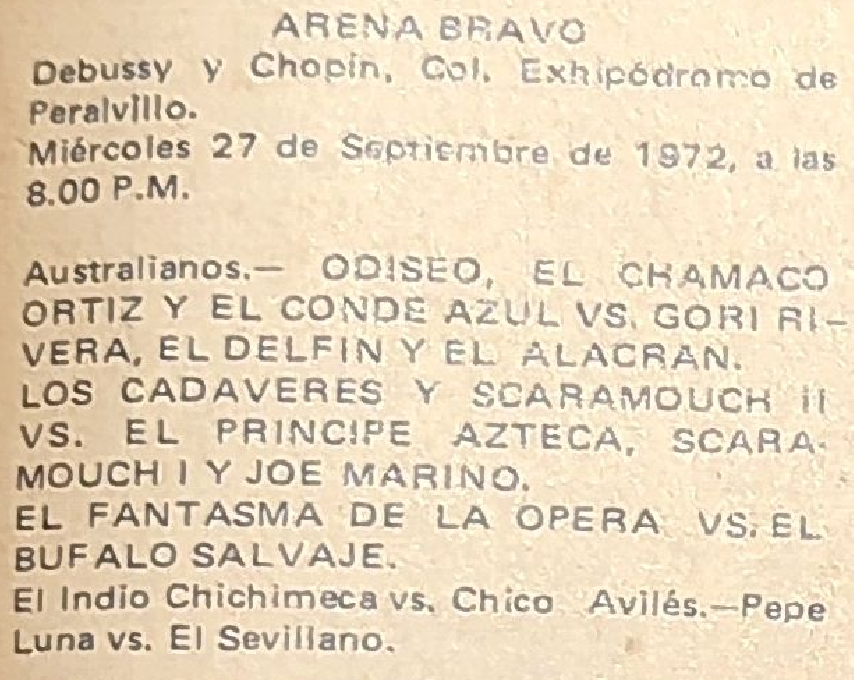 ARENA BRAVO
Debussy y Chopin, Col. Exhipódromo de
Peralvillo.
Miércoles 27 de Septiembre de 1972, a las
8.00 P.M.
Australianos.— ODISEO, EL CHAMACO
ORTIZ Y EL CONDE AZUL VS. GORI RI-
VERA, EL DELFIN Y EL ALACRAN.
LOS CADAVERES Y SCARAMOUCH II
VS. EL PRINCIPE AZTECA, SCARA-
MOUCH I Y JOE MARINO.
EL FANTASMA DE LA OPERA VS. EL
BUFALO SALVAJE.
El Indio Chichimeca vs. Chico Avilés.—Pepe
Luna vs. El Sevillano.